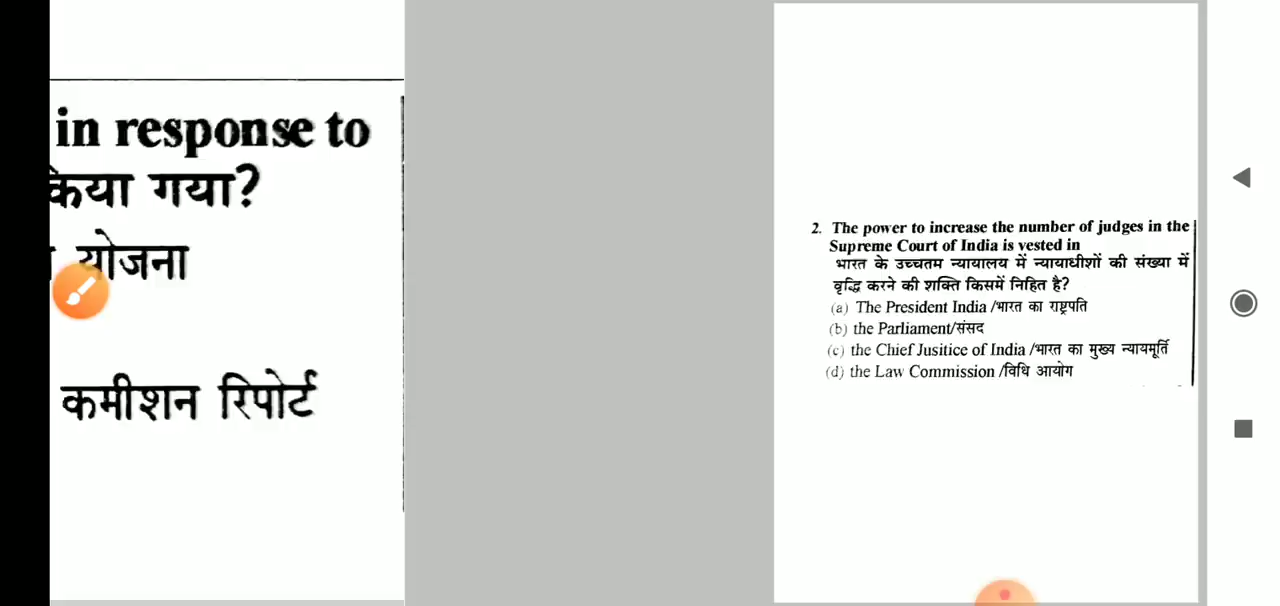 in response to
किया गया?
योजना
कमीशन रिपोर्ट
2. The power to increase the number of judges in the
Supreme Court of India is vested in
भारत के उच्चतम न्यायालय में न्यायाधीशों की संख्या में
वृद्धि करने की शक्ति किसमें निहित है?
(a) The President India /भारत का राष्ट्रपति
(b) the Parliament/संसद
(c) the Chief Jusitice of India /भारत का मुख्य न्यायमूर्ति
(d) the Law Commission /विधि आयोग